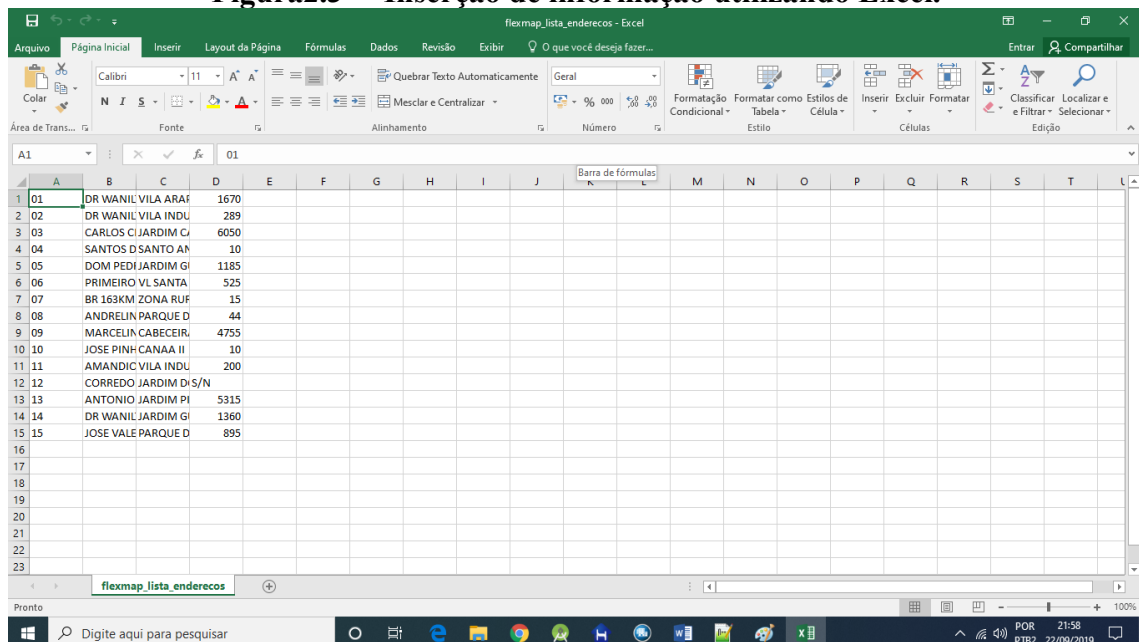 flexmap_lista_enderecos - Excel
Arquivo Página Inicial Inserir Layout da Página Fórmulas Dados Revisão Exibir O que você deseja fazer... Entrar Compartilhar
Colar Calibri 11 Quebrar Texto Automaticamente Geral
N I S Mesclar e Centralizar % 000
Formatação Condicional Formatar como Tabela Estilos de Célula Inserir Excluir Formatar Classificar e Filtrar Localizar e Selecionar
Área de Trans... Fonte Alinhamento Número Estilo Células Edição
A1 fx 01
Barra de fórmulas
A B C D E F G H I J K L M N O P Q R S T
1 01 DR WANIL VILA ARAF 1670
2 02 DR WANIL VILA INDU 289
3 03 CARLOS C JARDIM CA 6050
4 04 SANTOS D SANTO AN 10
5 05 DOM PEDI JARDIM GU 1185
6 06 PRIMEIRO VL SANTA 525
7 07 BR 163KM ZONA RUF 15
8 08 ANDRELIN PARQUE D 44
9 09 MARCELIN CABECEIR 4755
10 10 JOSE PINH CANAA II 10
11 11 AMANDIO VILA INDU 200
12 12 CORREDO JARDIM D S/N
13 13 ANTONIO JARDIM PI 5315
14 14 DR WANIL JARDIM GU 1360
15 15 JOSE VALE PARQUE D 895
16
17
18
19
20
21
22
23
flexmap_lista_enderecos
Pronto 100%
Digite aqui para pesquisar POR 21:58
PTB2 22/09/2019